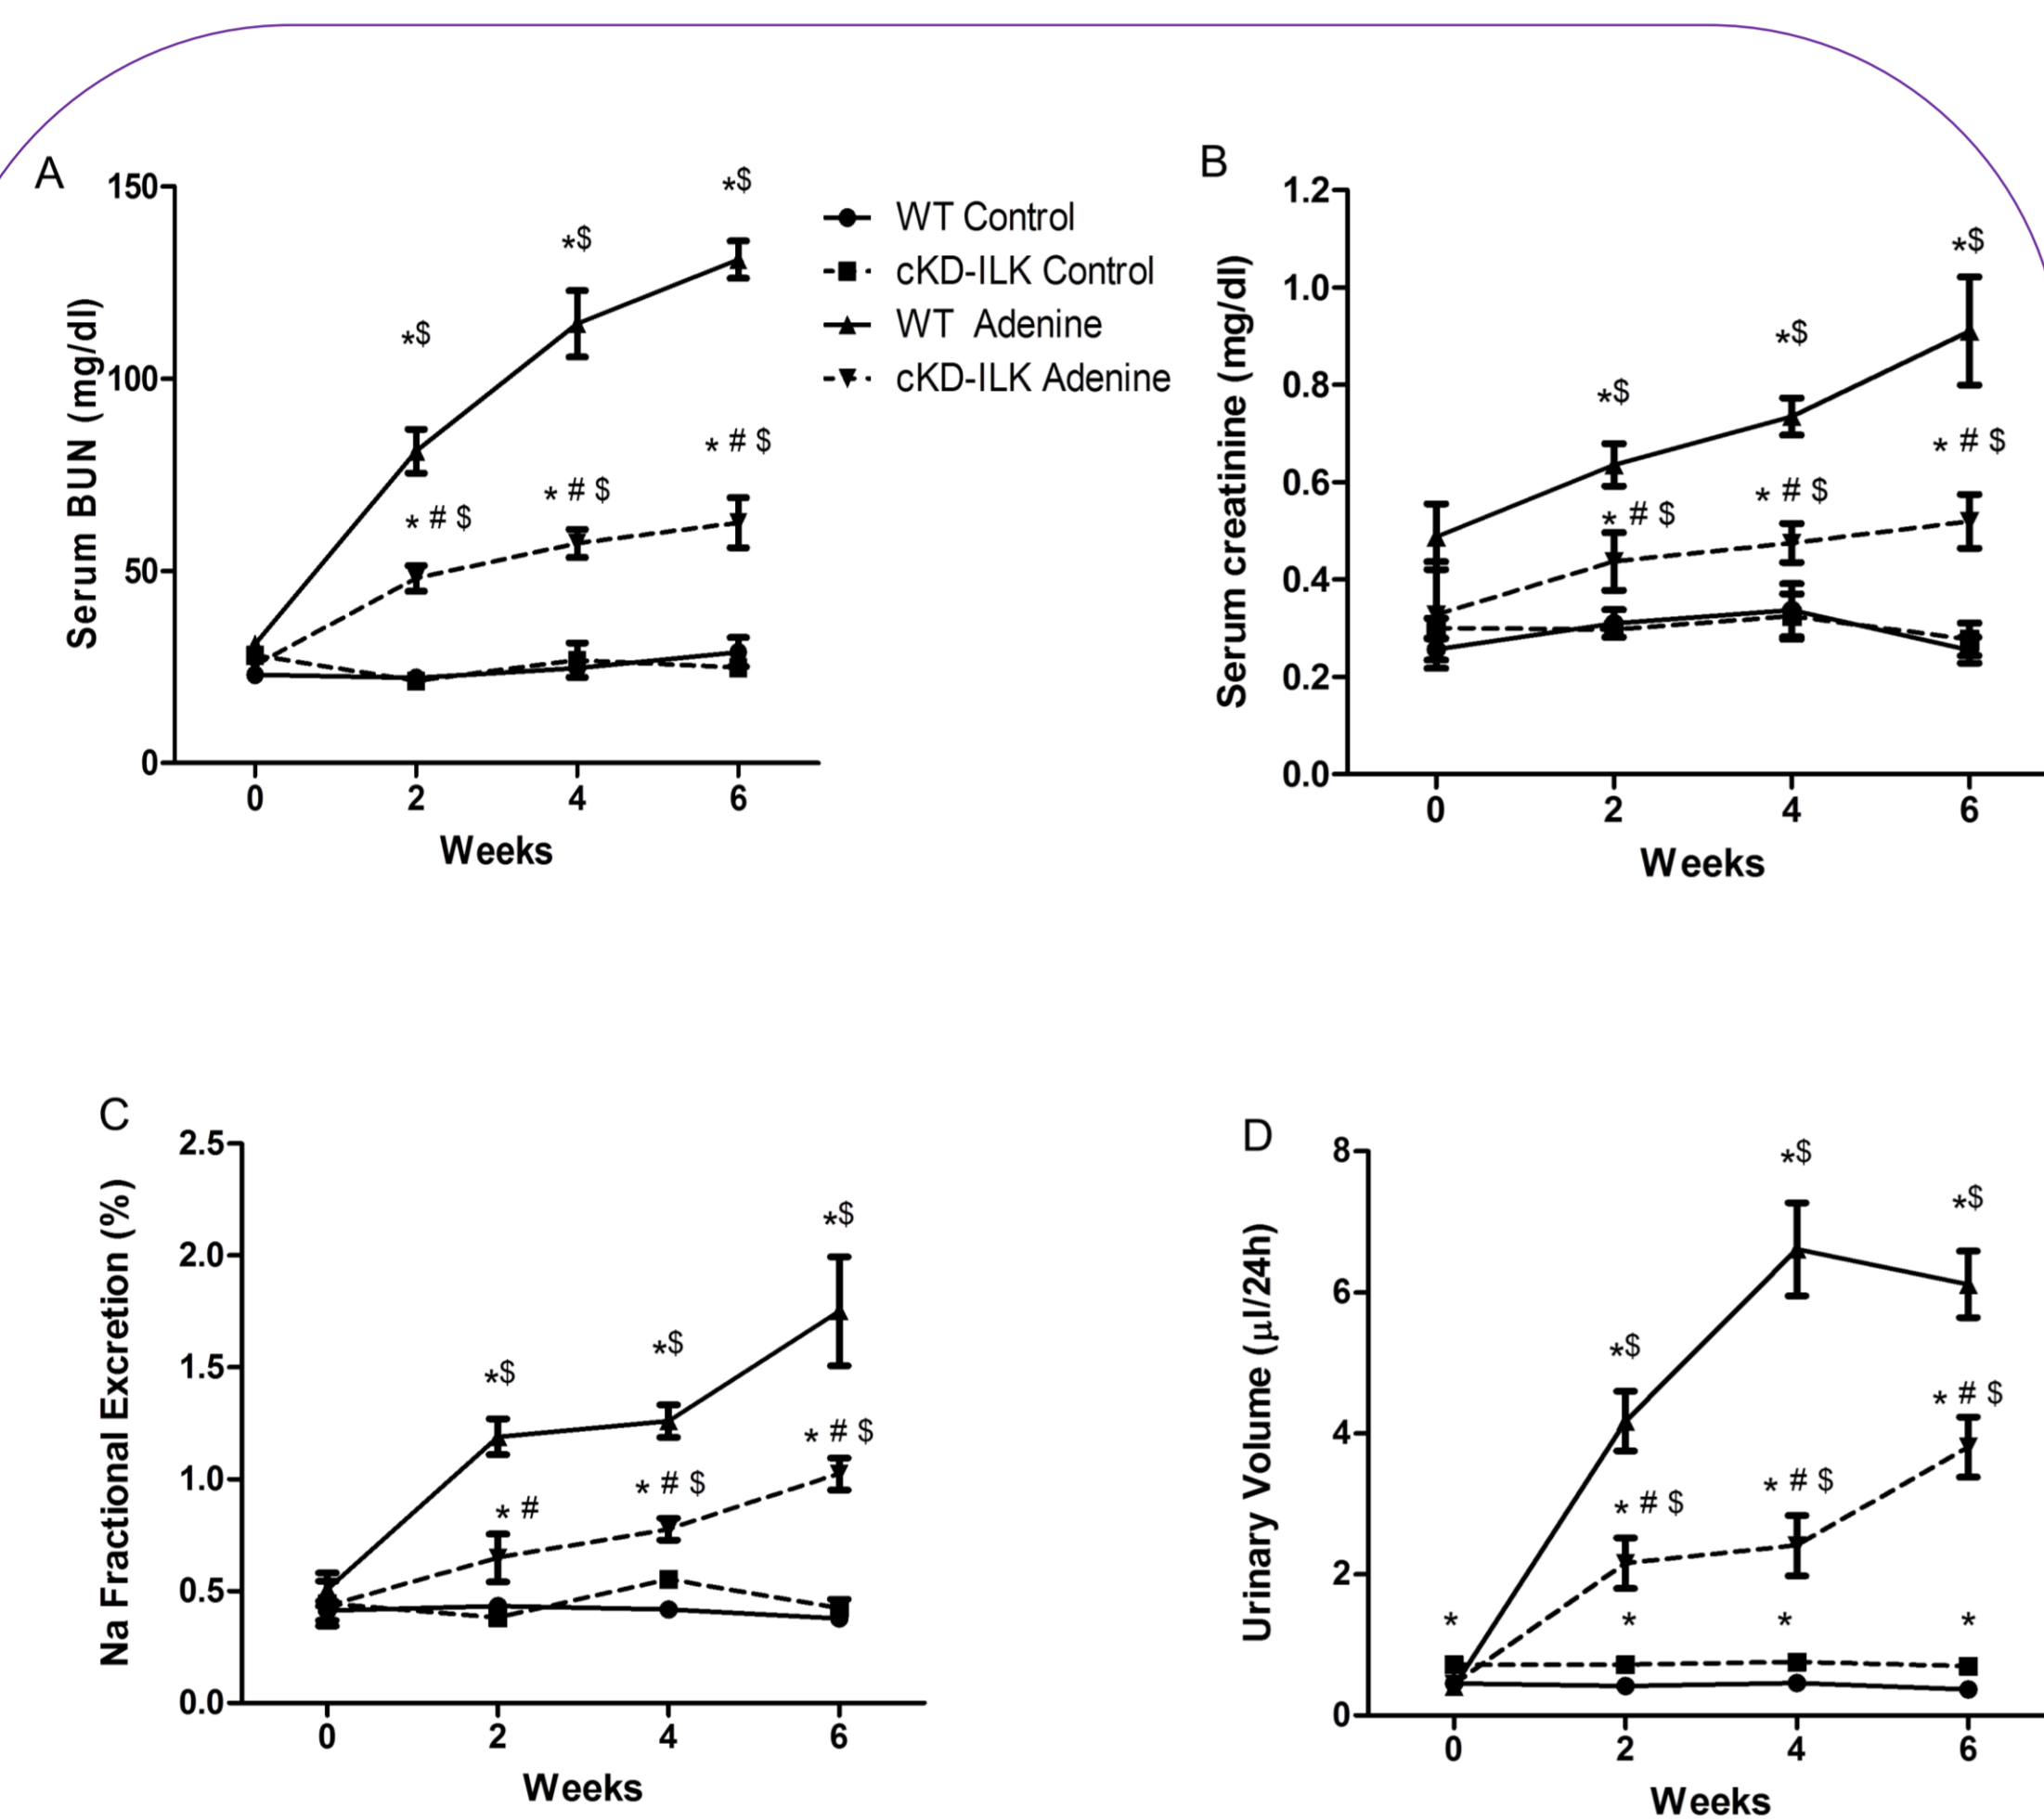 A
150
100
50
0
Serum BUN (mg/dl)
*$
*$
*$
* # $
* # $
* # $
0 2 4 6
Weeks
WT Control
cKD-ILK Control
WT Adenine
cKD-ILK Adenine
B
1.2
1.0
0.8
0.6
0.4
0.2
0.0
Serum creatinine (mg/dl)
*$
*$
*$
* # $
* # $
* # $
0 2 4 6
Weeks
C
2.5
2.0
1.5
1.0
0.5
0.0
Na Fractional Excretion (%)
*$
*$
*$
* #
* # $
* # $
0 2 4 6
Weeks
D
8
6
4
2
0
Urinary Volume (µl/24h)
*$
*$
*$
* # $
* # $
* # $
* * * *
0 2 4 6
Weeks